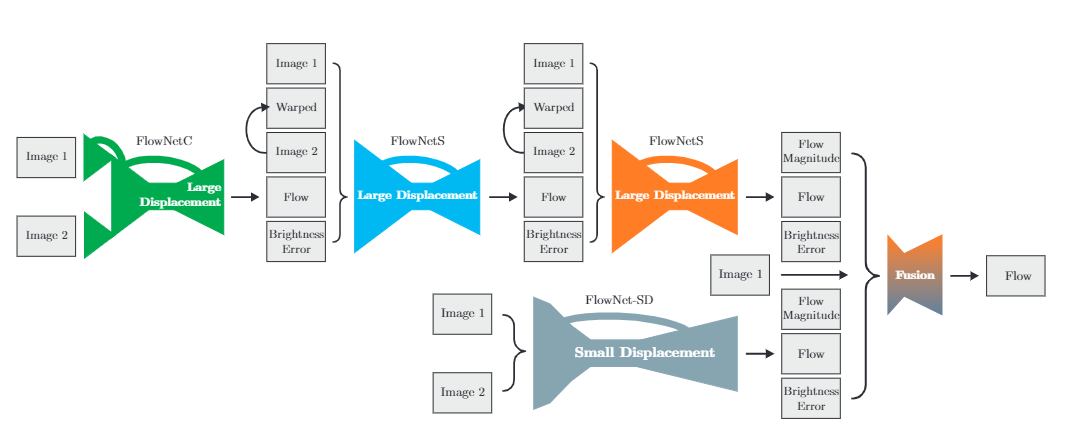 Image 1
Image 2
FlowNetC
Large
Displacement
Image 1
Warped
Image 2
Flow
Brightness
Error
FlowNetS
Large Displacement
Image 1
Warped
Image 2
Flow
Brightness
Error
FlowNetS
Large Displacement
Flow
Magnitude
Flow
Brightness
Error
Image 1
Image 1
Image 2
FlowNet-SD
Small Displacement
Flow
Magnitude
Flow
Brightness
Error
Fusion
Flow